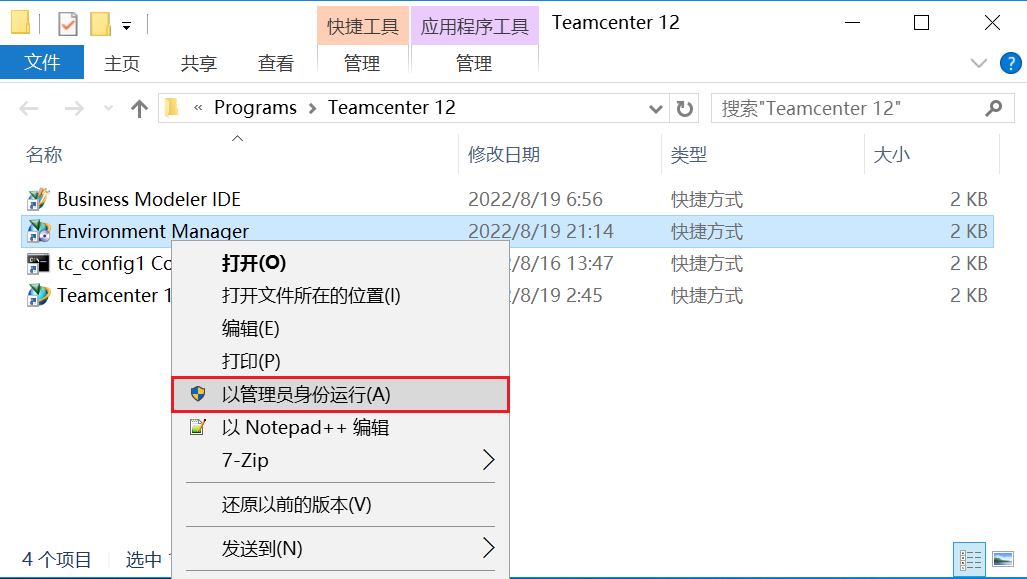 快捷工具 应用程序工具 Teamcenter 12
文件 主页 共享 查看 管理 管理
« Programs › Teamcenter 12 搜索"Teamcenter 12"
名称 修改日期 类型 大小
Business Modeler IDE 2022/8/19 6:56 快捷方式 2 KB
Environment Manager 2022/8/19 21:14 快捷方式 2 KB
tc_config1 Co /8/16 13:47 快捷方式 2 KB
Teamcenter 1 /8/19 2:45 快捷方式 2 KB
打开(O)
打开文件所在的位置(I)
编辑(E)
打印(P)
以管理员身份运行(A)
以 Notepad++ 编辑
7-Zip
还原以前的版本(V)
发送到(N)
4 个项目 选中